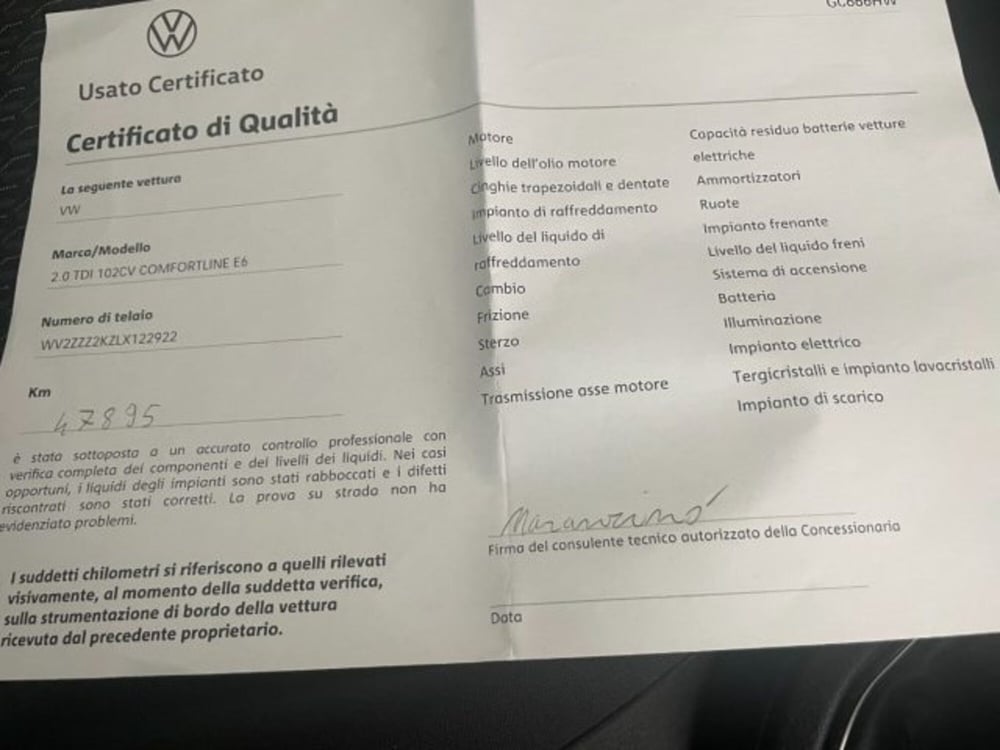 Usato Certificato
Certificato di Qualità
La seguente vettura
VW
Marca/Modello
2.0 TDI 102CV COMFORTLINE E6
Numero di telaio
WV2ZZZ2KZLX122922
Km
47895
è stata sottoposta a un accurato controllo professionale con
verifica completa dei componenti e dei livelli dei liquidi. Nei casi
opportuni, i liquidi degli impianti sono stati rabboccati e i difetti
riscontrati sono stati corretti. La prova su strada non ha
evidenziato problemi.
I suddetti chilometri si riferiscono a quelli rilevati
visivamente, al momento della suddetta verifica,
sulla strumentazione di bordo della vettura
ricevuta dal precedente proprietario.
Motore
Livello dell'olio motore
Cinghie trapezoidali e dentate
Impianto di raffreddamento
Livello del liquido di
raffreddamento
Cambio
Frizione
Sterzo
Assi
Trasmissione asse motore
Capacità residua batterie vetture
elettriche
Ammortizzatori
Ruote
Impianto frenante
Livello del liquido freni
Sistema di accensione
Batteria
Illuminazione
Impianto elettrico
Tergicristalli e impianto lavacristalli
Impianto di scarico
Firma del consulente tecnico autorizzato della Concessionaria
Data